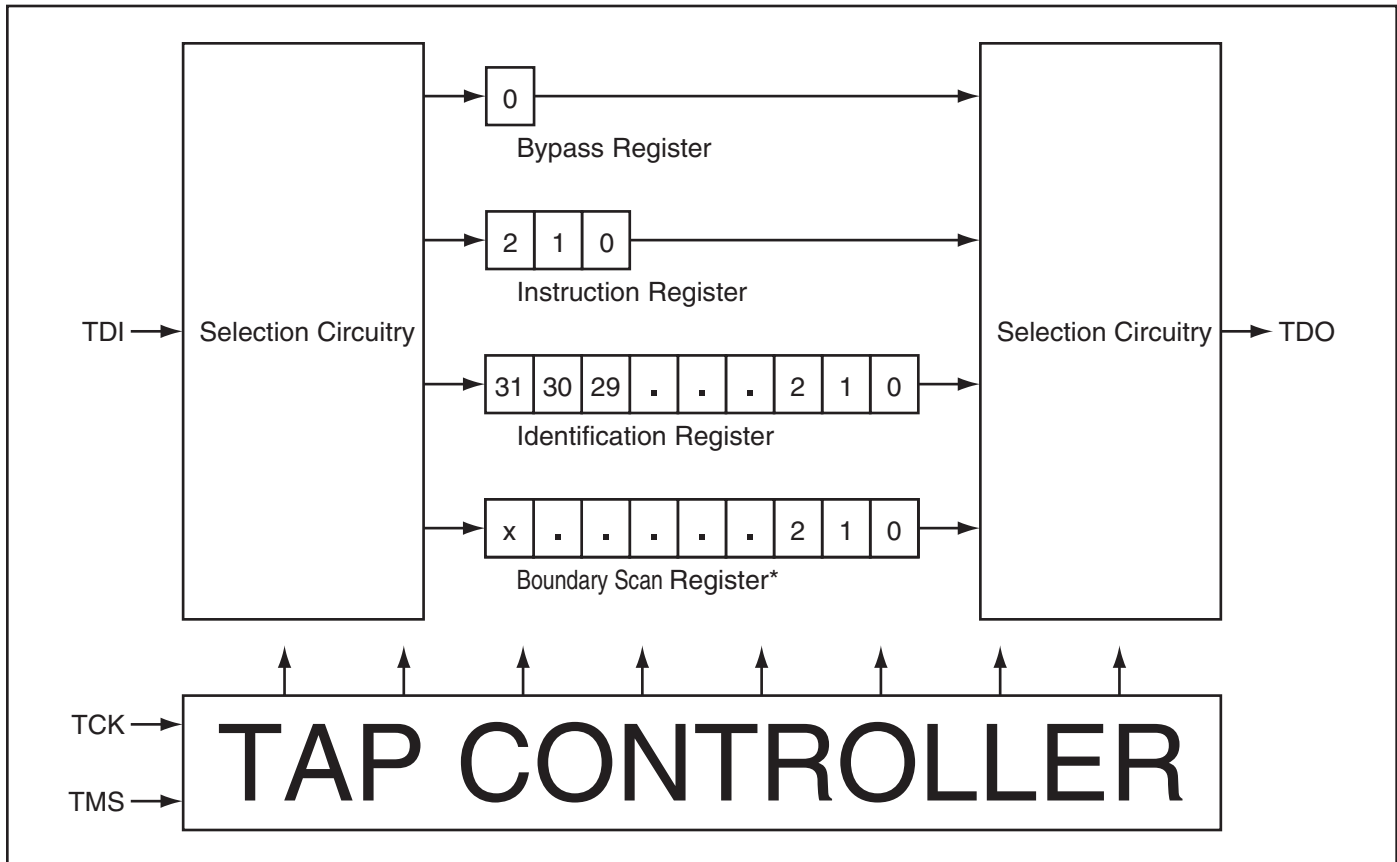 0
Bypass Register
2 1 0
Instruction Register
TDI
Selection Circuitry
Selection Circuitry
TDO
31 30 29 . . . 2 1 0
Identification Register
x . . . . . 2 1 0
Boundary Scan Register*
TCK
TMS
TAP CONTROLLER